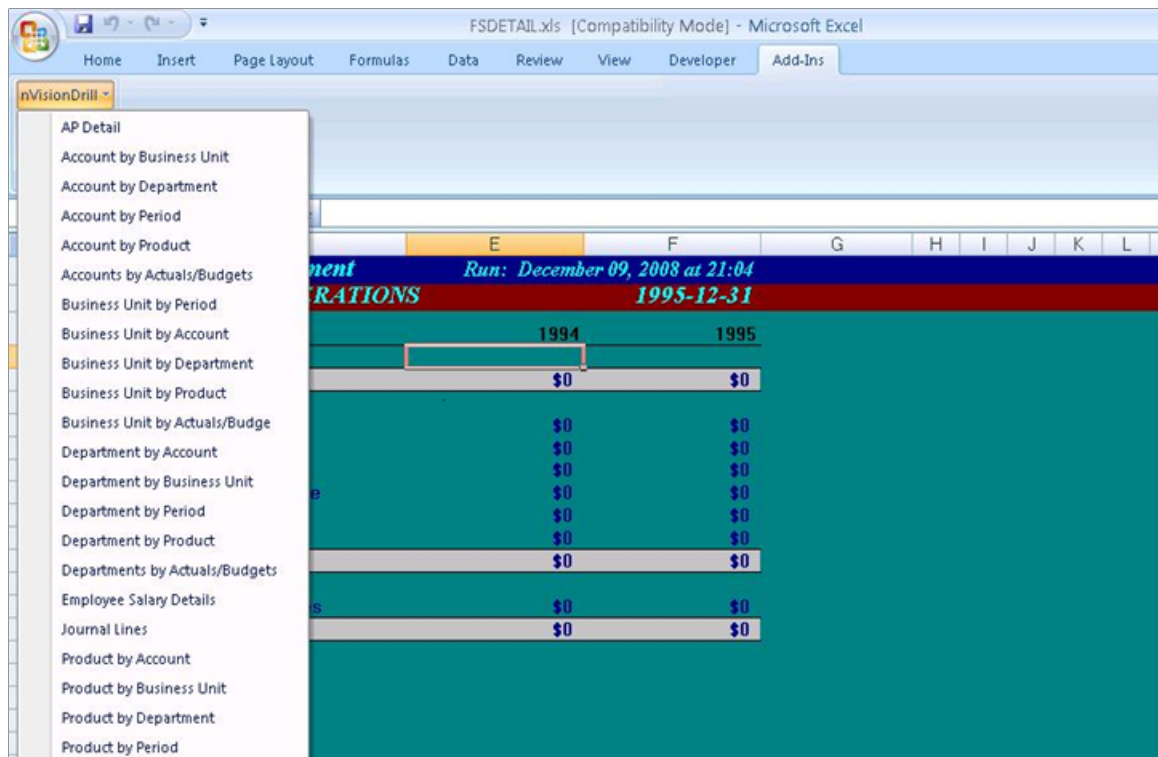 FSDETAIL.xls [Compatibility Mode] - Microsoft Excel
Home Insert Page Layout Formulas Data Review View Developer Add-Ins
nVisionDrill
AP Detail
Account by Business Unit
Account by Department
Account by Period
Account by Product
Accounts by Actuals/Budgets
Business Unit by Period
Business Unit by Account
Business Unit by Department
Business Unit by Product
Business Unit by Actuals/Budge
Department by Account
Department by Business Unit
Department by Period
Department by Product
Departments by Actuals/Budgets
Employee Salary Details
Journal Lines
Product by Account
Product by Business Unit
Product by Department
Product by Period
E F G H I J K L
ment Run: December 09, 2008 at 21:04
RATIONS 1995-12-31
1994 1995
$0 $0
$0 $0
$0 $0
$0 $0
e $0 $0
$0 $0
$0 $0
$0 $0
s $0 $0
$0 $0